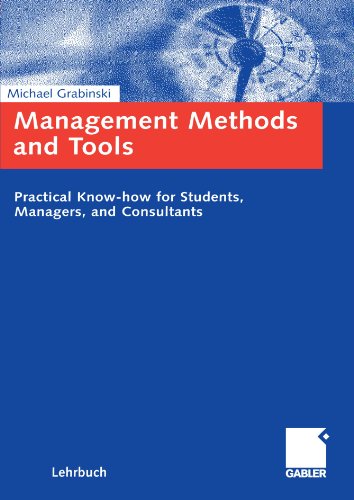 Michael Grabinski
Management Methods
and Tools
Practical Know-how for Students,
Managers, and Consultants
Lehrbuch
GABLER